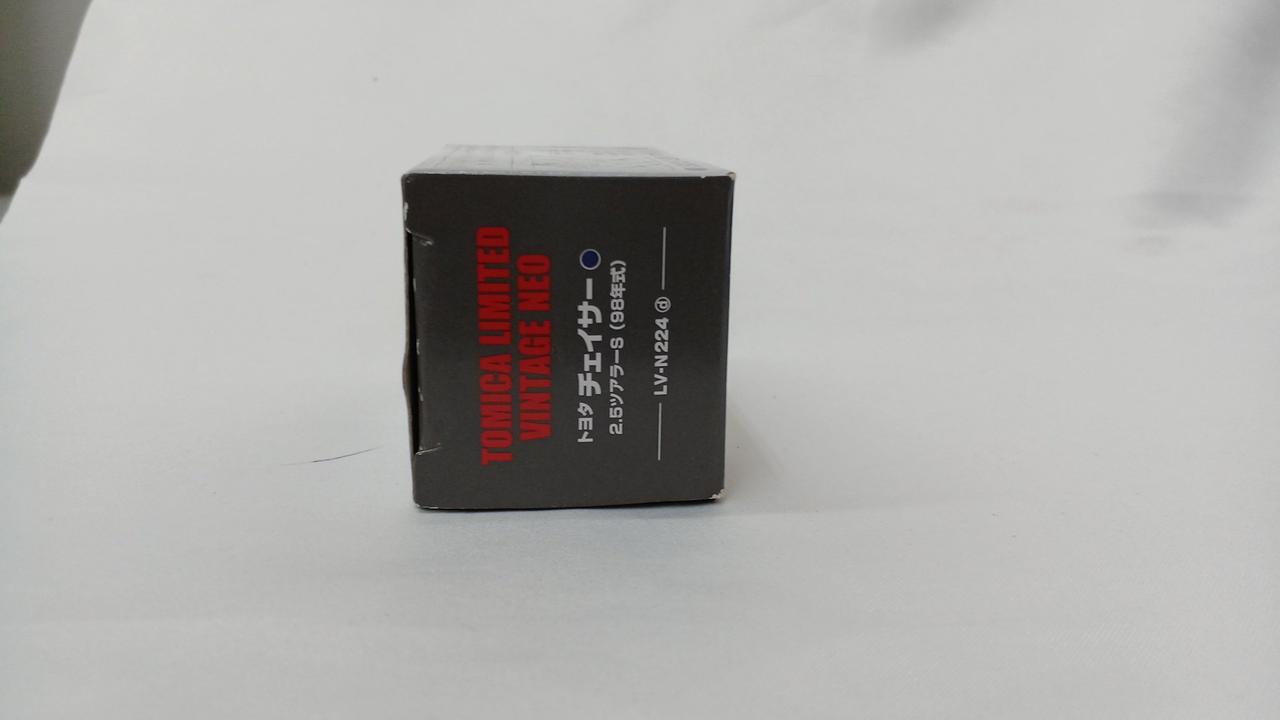 TOMICA LIMITED
VINTAGE NEO
トヨタ チェイサー
2.5ツアラーS (98年式)
LV-N224 ⓓ